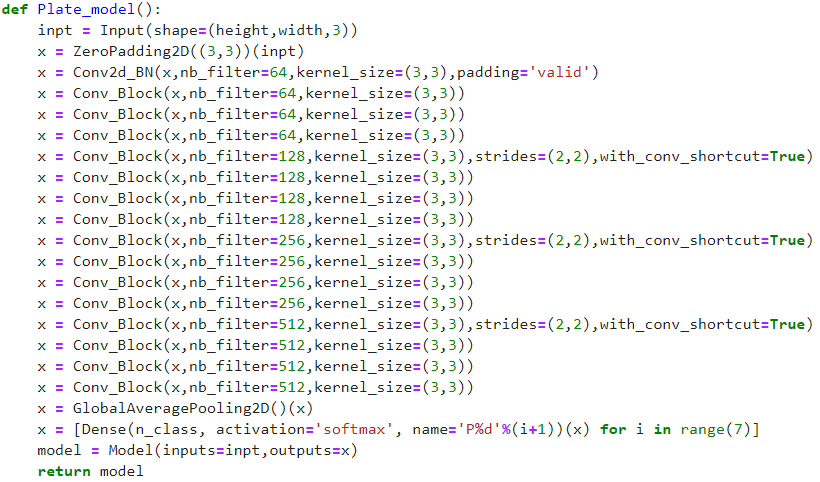 def Plate_model():
    inpt = Input(shape=(height,width,3))
    x = ZeroPadding2D((3,3))(inpt)
    x = Conv2d_BN(x,nb_filter=64,kernel_size=(3,3),padding='valid')
    x = Conv_Block(x,nb_filter=64,kernel_size=(3,3))
    x = Conv_Block(x,nb_filter=64,kernel_size=(3,3))
    x = Conv_Block(x,nb_filter=64,kernel_size=(3,3))
    x = Conv_Block(x,nb_filter=128,kernel_size=(3,3),strides=(2,2),with_conv_shortcut=True)
    x = Conv_Block(x,nb_filter=128,kernel_size=(3,3))
    x = Conv_Block(x,nb_filter=128,kernel_size=(3,3))
    x = Conv_Block(x,nb_filter=128,kernel_size=(3,3))
    x = Conv_Block(x,nb_filter=256,kernel_size=(3,3),strides=(2,2),with_conv_shortcut=True)
    x = Conv_Block(x,nb_filter=256,kernel_size=(3,3))
    x = Conv_Block(x,nb_filter=256,kernel_size=(3,3))
    x = Conv_Block(x,nb_filter=256,kernel_size=(3,3))
    x = Conv_Block(x,nb_filter=512,kernel_size=(3,3),strides=(2,2),with_conv_shortcut=True)
    x = Conv_Block(x,nb_filter=512,kernel_size=(3,3))
    x = Conv_Block(x,nb_filter=512,kernel_size=(3,3))
    x = Conv_Block(x,nb_filter=512,kernel_size=(3,3))
    x = GlobalAveragePooling2D()(x)
    x = [Dense(n_class, activation='softmax', name='P%d'%(i+1))(x) for i in range(7)]
    model = Model(inputs=inpt,outputs=x)
    return model